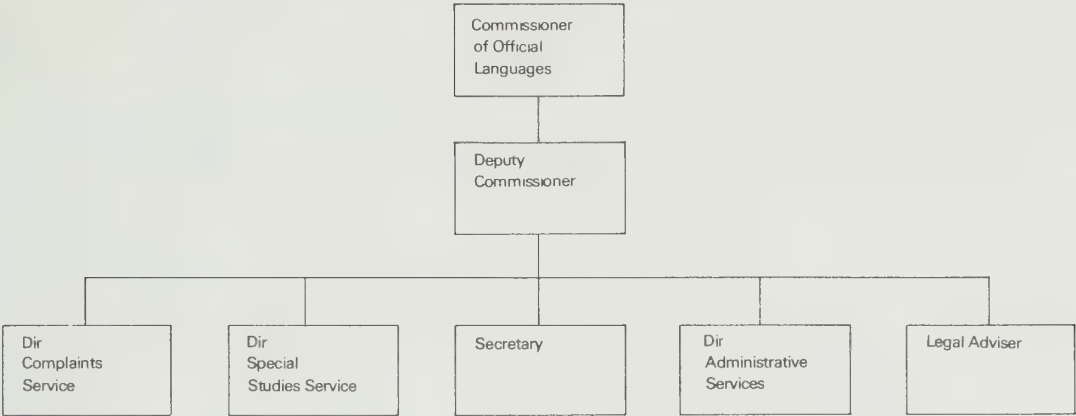 Commissioner
of Official
Languages
Deputy
Commissioner
Dir
Complaints
Service
Dir
Special
Studies Service
Secretary
Dir
Administrative
Services
Legal Adviser